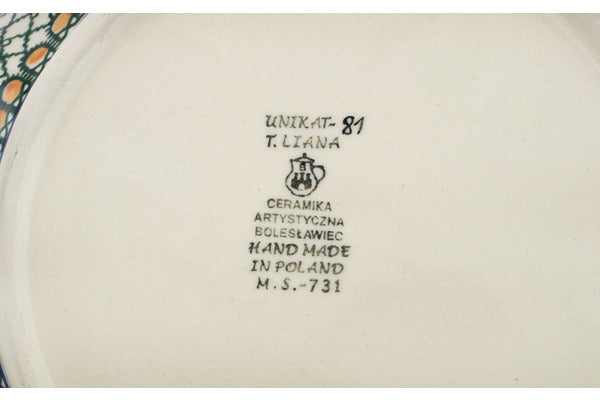 UNIKAT-81
T. LIANA
CERAMIKA
ARTYSTYCZNA
BOLESŁAWIEC
HAND MADE
IN POLAND
M.S.-731